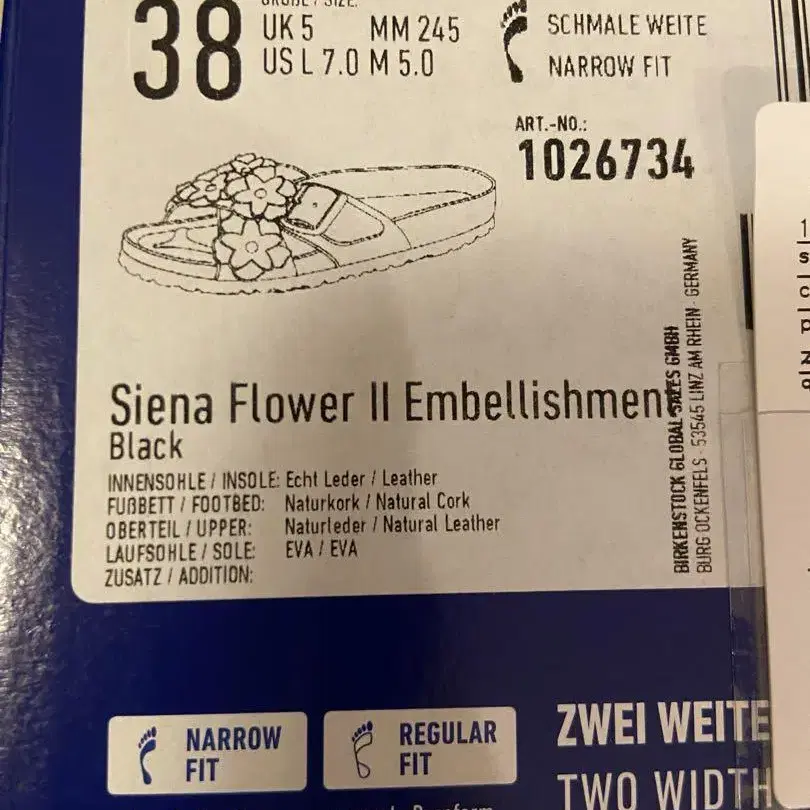 GRÖßE / SIZE:
38
UK 5 MM 245
US L 7.0 M 5.0
SCHMALE WEITE
NARROW FIT
ART.-NO.:
1026734
Siena Flower II Embellishment
Black
INNENSOHLE / INSOLE: Echt Leder / Leather
FUßBETT / FOOTBED: Naturkork / Natural Cork
OBERTEIL / UPPER: Naturleder / Natural Leather
LAUFSOHLE / SOLE: EVA / EVA
ZUSATZ / ADDITION:
BIRKENSTOCK GLOBAL SALES GMBH
BURG OCKENFELS · 53545 LINZ AM RHEIN · GERMANY
NARROW
FIT
REGULAR
FIT
ZWEI WEITE
TWO WIDTH